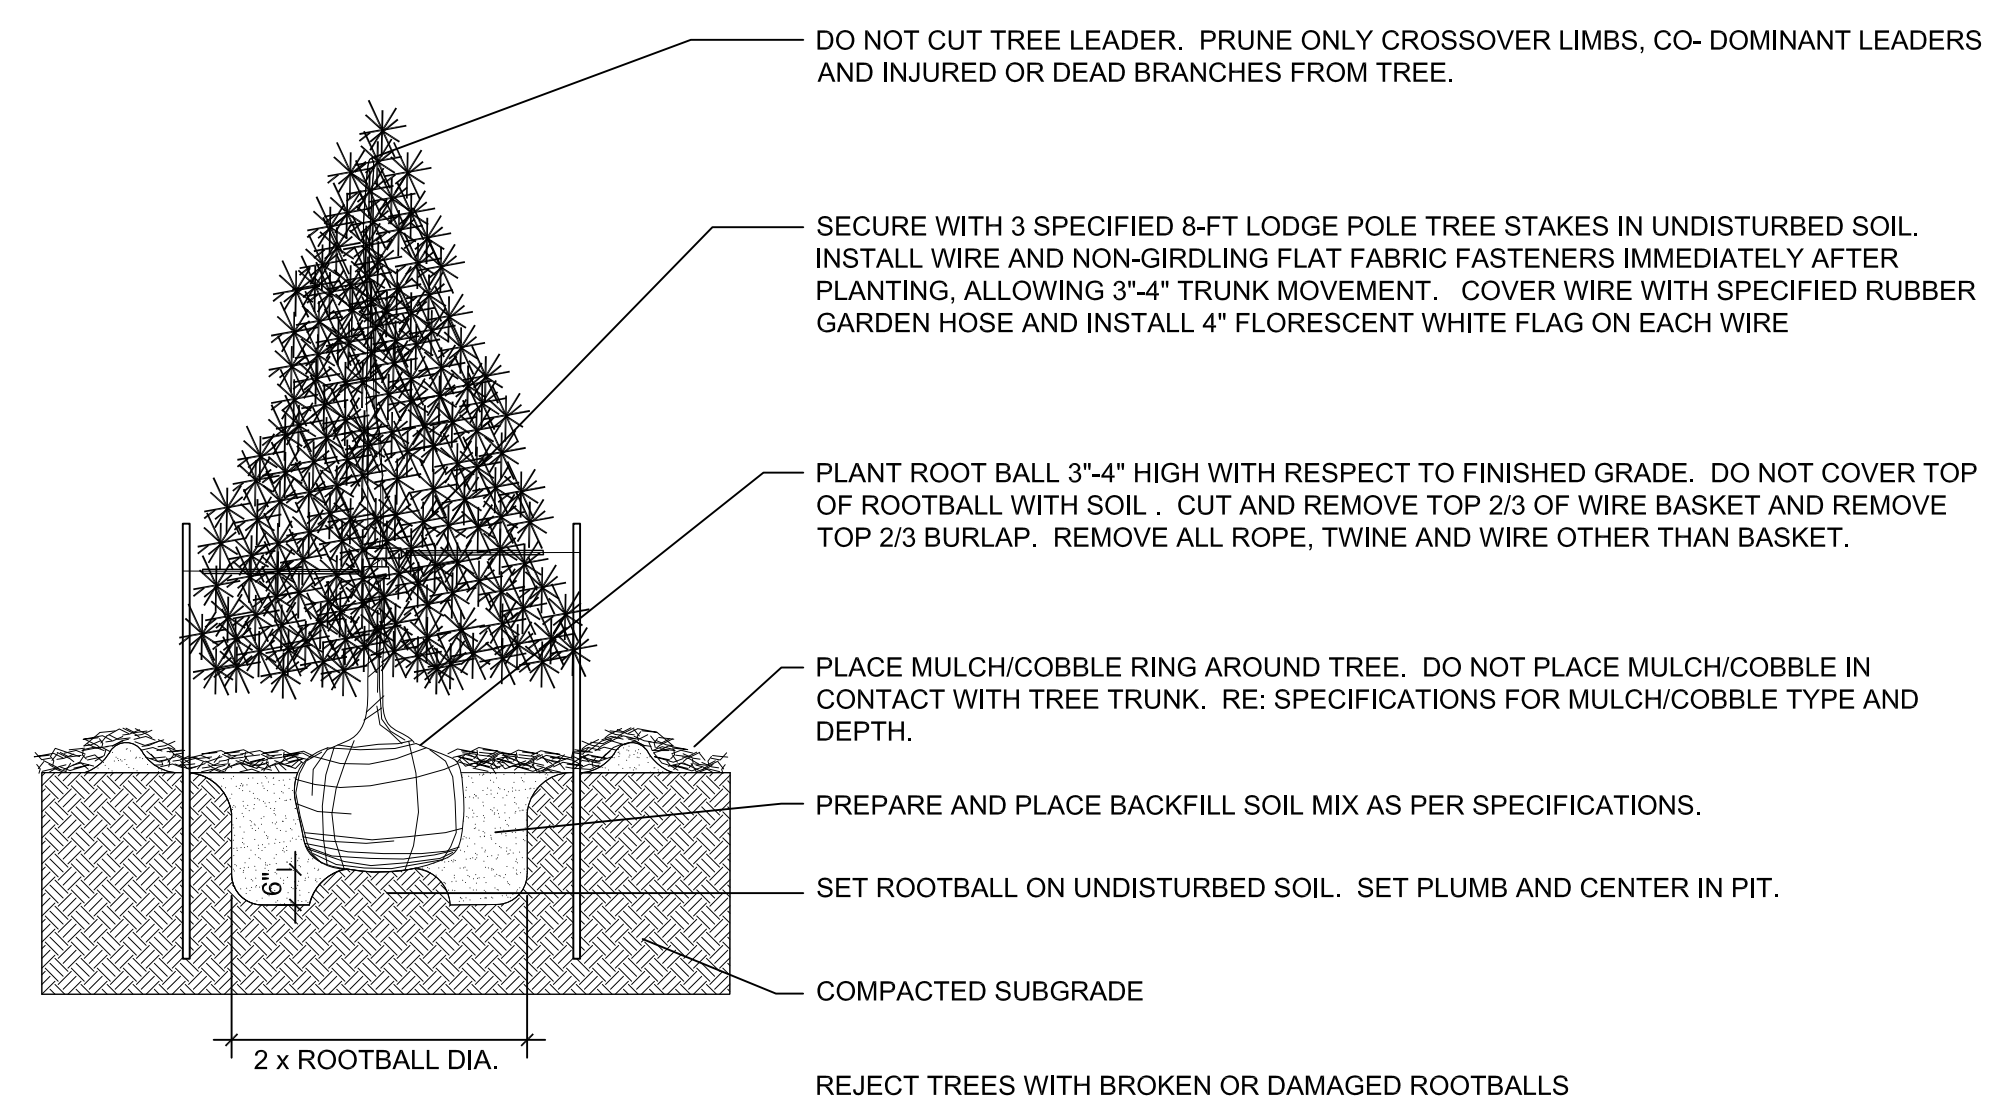 DO NOT CUT TREE LEADER. PRUNE ONLY CROSSOVER LIMBS, CO- DOMINANT LEADERS
AND INJURED OR DEAD BRANCHES FROM TREE.
SECURE WITH 3 SPECIFIED 8-FT LODGE POLE TREE STAKES IN UNDISTURBED SOIL.
INSTALL WIRE AND NON-GIRDLING FLAT FABRIC FASTENERS IMMEDIATELY AFTER
PLANTING, ALLOWING 3"-4" TRUNK MOVEMENT. COVER WIRE WITH SPECIFIED RUBBER
GARDEN HOSE AND INSTALL 4" FLORESCENT WHITE FLAG ON EACH WIRE
PLANT ROOT BALL 3"-4" HIGH WITH RESPECT TO FINISHED GRADE. DO NOT COVER TOP
OF ROOTBALL WITH SOIL . CUT AND REMOVE TOP 2/3 OF WIRE BASKET AND REMOVE
TOP 2/3 BURLAP. REMOVE ALL ROPE, TWINE AND WIRE OTHER THAN BASKET.
PLACE MULCH/COBBLE RING AROUND TREE. DO NOT PLACE MULCH/COBBLE IN
CONTACT WITH TREE TRUNK. RE: SPECIFICATIONS FOR MULCH/COBBLE TYPE AND
DEPTH.
PREPARE AND PLACE BACKFILL SOIL MIX AS PER SPECIFICATIONS.
6"
SET ROOTBALL ON UNDISTURBED SOIL. SET PLUMB AND CENTER IN PIT.
COMPACTED SUBGRADE
2 x ROOTBALL DIA.
REJECT TREES WITH BROKEN OR DAMAGED ROOTBALLS